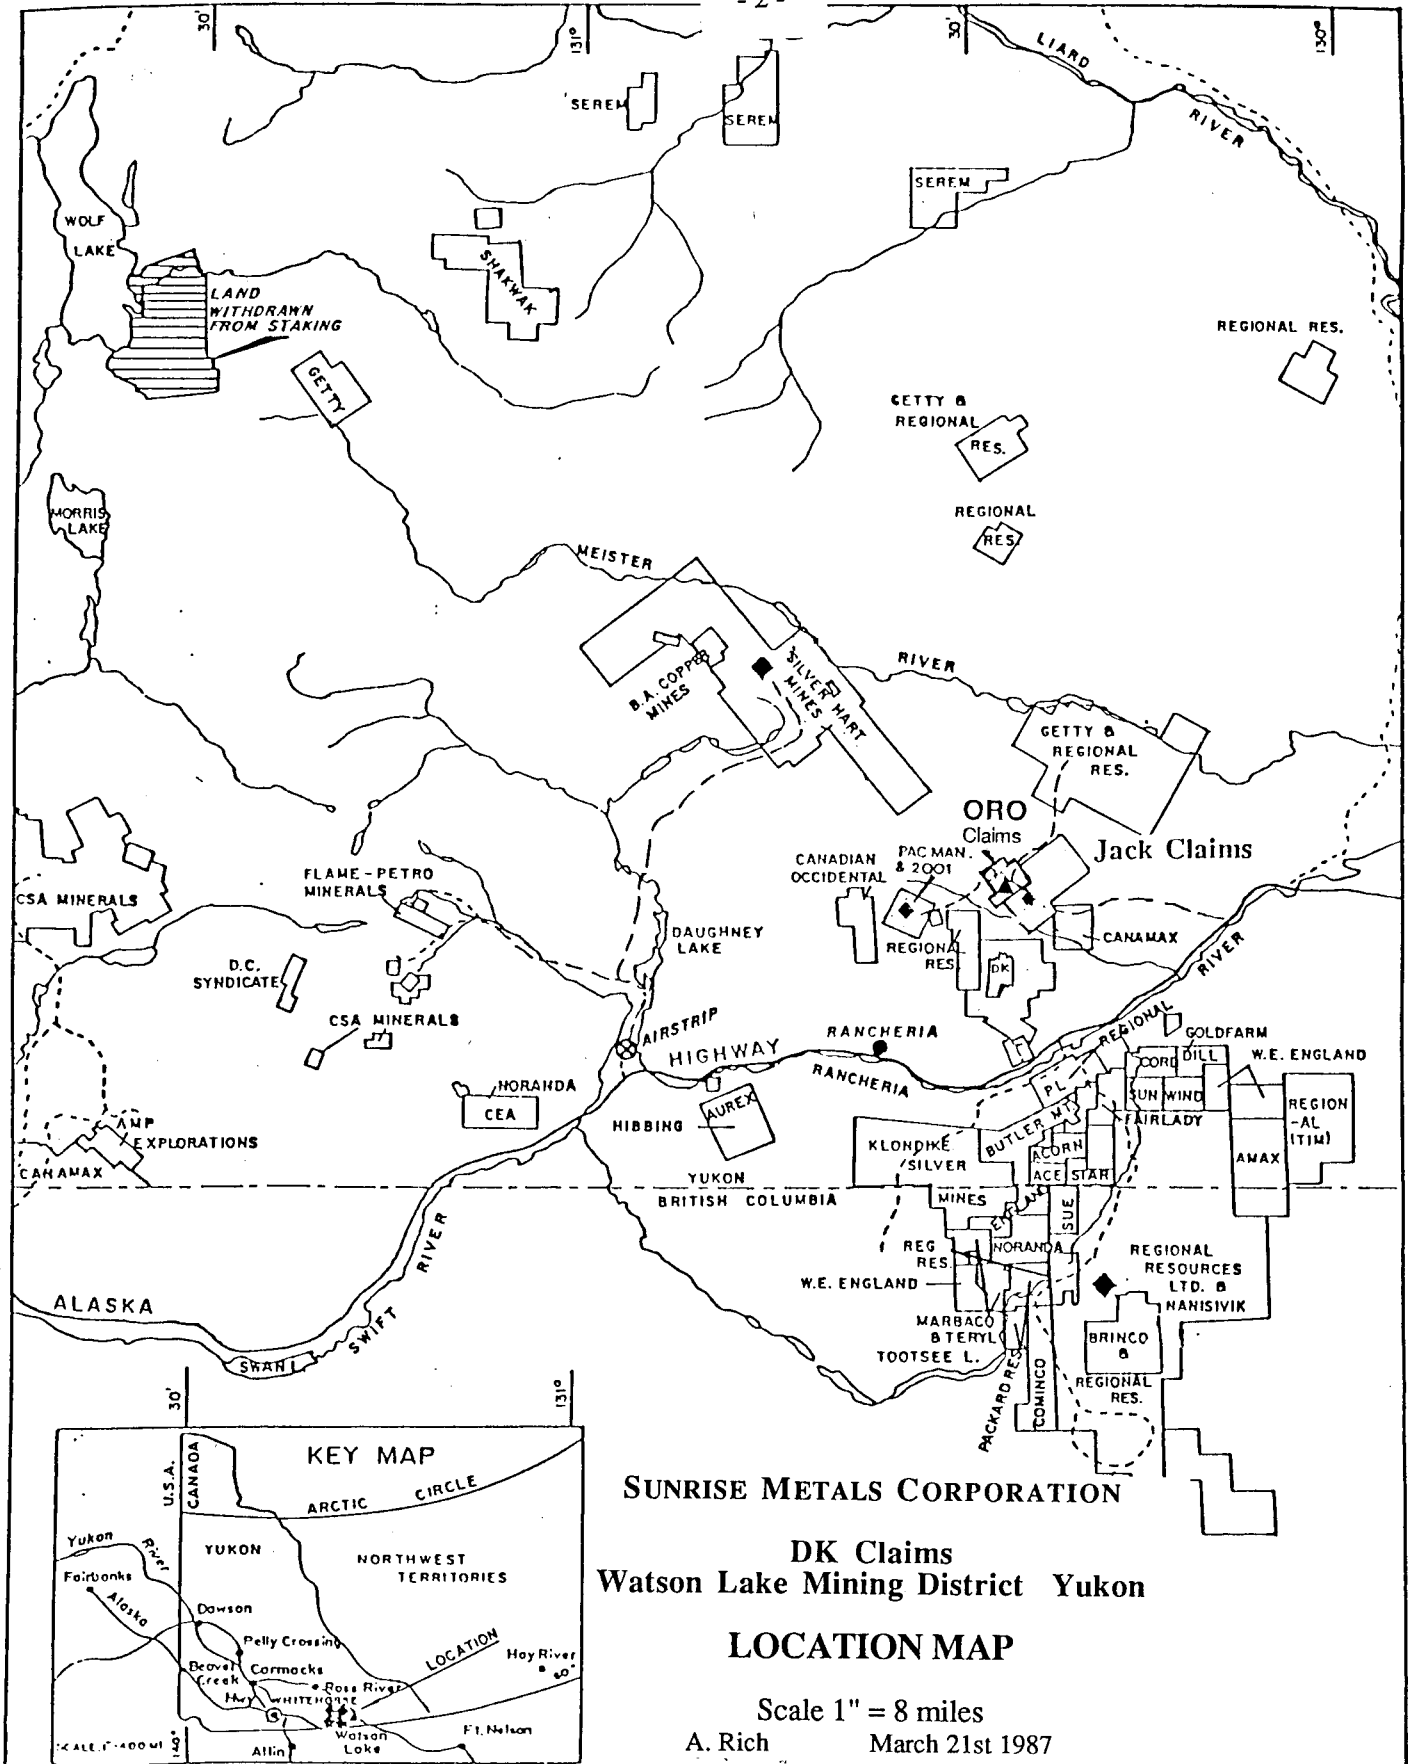 - 2 -
30'
131°
30'
130°
LIARD
RIVER
SEREM
SEREM
SEREM
WOLF
LAKE
SHAKWAK
LAND
WITHDRAWN
FROM STAKING
REGIONAL RES.
GETTY
GETTY &
REGIONAL
RES.
MORRIS
LAKE
REGIONAL
RES.
MEISTER
RIVER
B.A. COPPER
MINES
SILVER HART
MINES
GETTY &
REGIONAL
RES.
ORO
Claims
Jack Claims
PAC MAN.
& 2001
CANADIAN
OCCIDENTAL
FLAME-PETRO
MINERALS
CSA MINERALS
DAUGHNEY
LAKE
REGIONAL
RES.
CANAMAX
RIVER
DK
D.C.
SYNDICATE
CSA MINERALS
AIRSTRIP
HIGHWAY
RANCHERIA
RANCHERIA
REGIONAL
GOLDFARM
CORD
DILL
W.E. ENGLAND
PL
SUN
WIND
REGION
-AL
(TIM)
NORANDA
CEA
HIBBING
AUREX
FAIRLADY
BUTLER MT.
AMP
EXPLORATIONS
CANAMAX
KLONDIKE
SILVER
ACORN
ACE
STAR
AMAX
YUKON
BRITISH COLUMBIA
MINES
ENGLAND
SUE
REG
RES.
NORANDA
W.E. ENGLAND
REGIONAL
RESOURCES
LTD. &
NANISIVIK
RIVER
SWIFT
ALASKA
SWAN L.
MARBACO
& TERYL
TOOTSEE L.
BRINCO
&
REGIONAL
RES.
PACKARD RES.
COMINCO
30'
131°
KEY MAP
U.S.A.
CANADA
ARCTIC CIRCLE
YUKON
NORTHWEST
TERRITORIES
Yukon
River
Fairbanks
Alaska
Dawson
Pelly Crossing
LOCATION
Hay River
60°
Beaver
Creek
Carmacks
Ross River
Hwy
WHITEHORSE
Watson
Lake
Ft. Nelson
Atlin
140°
SCALE, 1"=400 MI
SUNRISE METALS CORPORATION
DK Claims
Watson Lake Mining District Yukon
LOCATION MAP
Scale 1" = 8 miles
A. Rich March 21st 1987